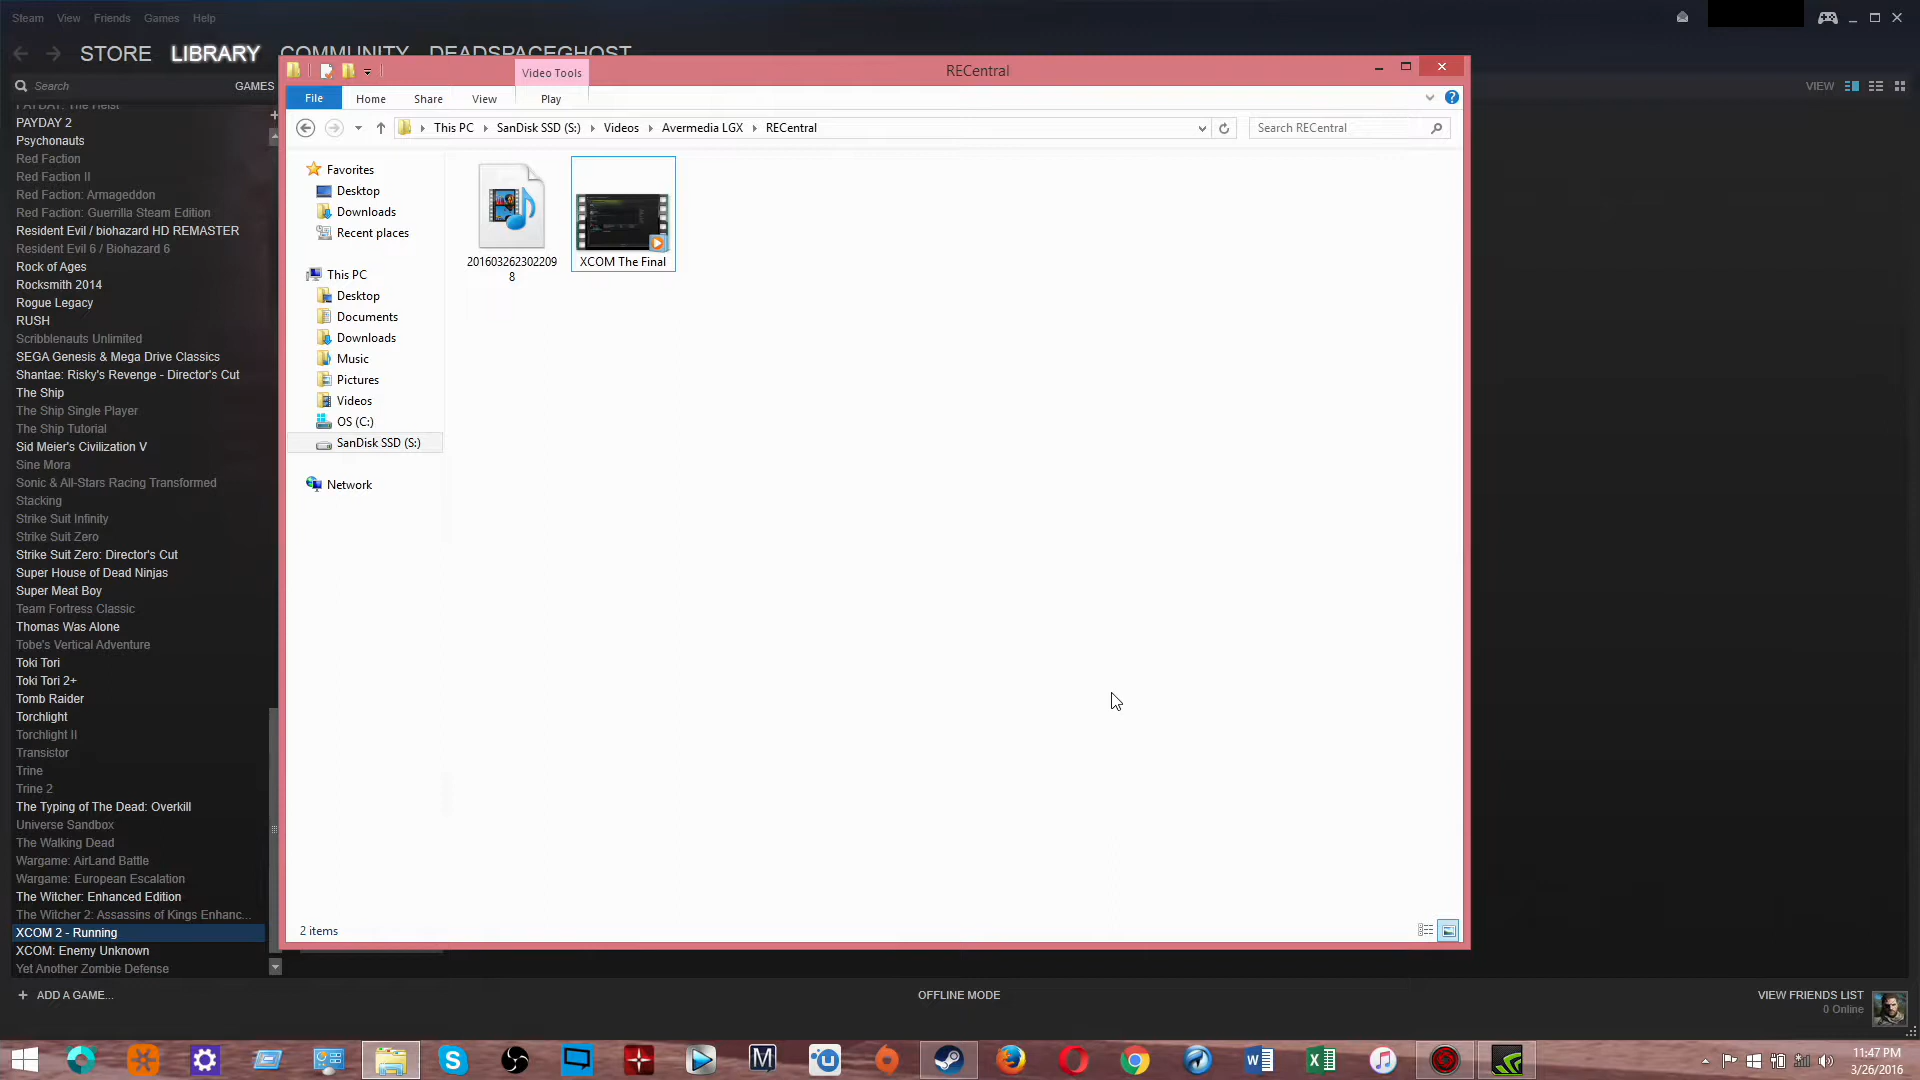 Steam View Friends Games Help
STORE LIBRARY COMMUNITY DEADSPACEGHOST
Search GAMES
VIEW
PAYDAY: The Heist
PAYDAY 2
Psychonauts
Red Faction
Red Faction II
Red Faction: Armageddon
Red Faction: Guerrilla Steam Edition
Resident Evil / biohazard HD REMASTER
Resident Evil 6 / Biohazard 6
Rock of Ages
Rocksmith 2014
Rogue Legacy
RUSH
Scribblenauts Unlimited
SEGA Genesis & Mega Drive Classics
Shantae: Risky's Revenge - Director's Cut
The Ship
The Ship Single Player
The Ship Tutorial
Sid Meier's Civilization V
Sine Mora
Sonic & All-Stars Racing Transformed
Stacking
Strike Suit Infinity
Strike Suit Zero
Strike Suit Zero: Director's Cut
Super House of Dead Ninjas
Super Meat Boy
Team Fortress Classic
Thomas Was Alone
Tobe's Vertical Adventure
Toki Tori
Toki Tori 2+
Tomb Raider
Torchlight
Torchlight II
Transistor
Trine
Trine 2
The Typing of The Dead: Overkill
Universe Sandbox
The Walking Dead
Wargame: AirLand Battle
Wargame: European Escalation
The Witcher: Enhanced Edition
The Witcher 2: Assassins of Kings Enhanc...
XCOM 2 - Running
XCOM: Enemy Unknown
Yet Another Zombie Defense
+ ADD A GAME...
OFFLINE MODE
VIEW FRIENDS LIST
0 Online
Video Tools
RECentral
File Home Share View Play
This PC SanDisk SSD (S:) Videos Avermedia LGX RECentral
Search RECentral
Favorites
Desktop
Downloads
Recent places
This PC
Desktop
Documents
Downloads
Music
Pictures
Videos
OS (C:)
SanDisk SSD (S:)
Network
201603262302209
8
XCOM The Final
2 items
11:47 PM
3/26/2016